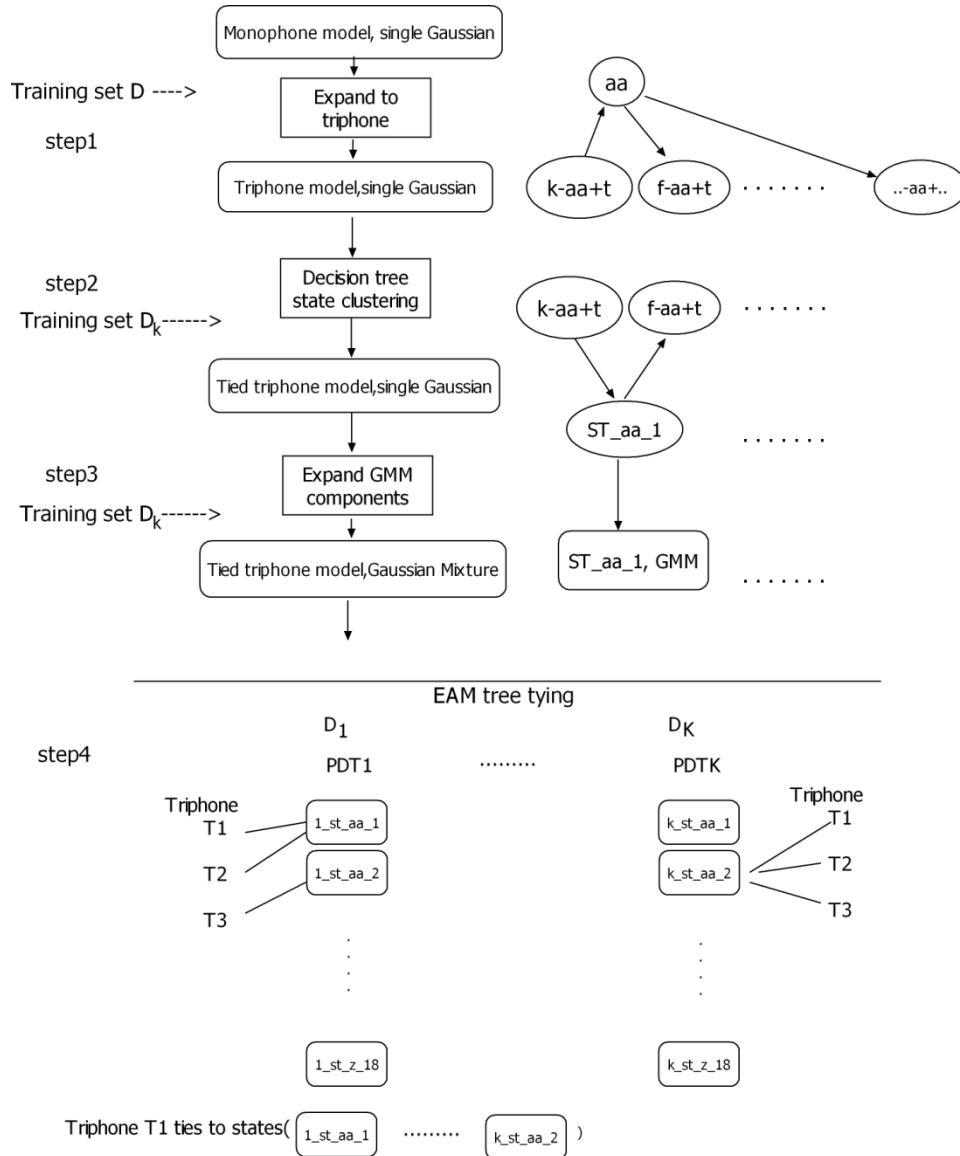 Monophone model, single Gaussian
Training set D ---->
Expand to
triphone
aa
step1
Triphone model,single Gaussian
k-aa+t
f-aa+t
.......
..-aa+..
step2
Training set Dk------>
Decision tree
state clustering
k-aa+t
f-aa+t
.......
Tied triphone model,single Gaussian
ST_aa_1
.......
step3
Training set Dk------>
Expand GMM
components
Tied triphone model,Gaussian Mixture
ST_aa_1, GMM
.......
EAM tree tying
step4
D1
DK
PDT1
.........
PDTK
Triphone
T1
T2
T3
1_st_aa_1
1_st_aa_2
k_st_aa_1
k_st_aa_2
Triphone
T1
T2
T3
1_st_z_18
k_st_z_18
Triphone T1 ties to states( 1_st_aa_1 ......... k_st_aa_2 )